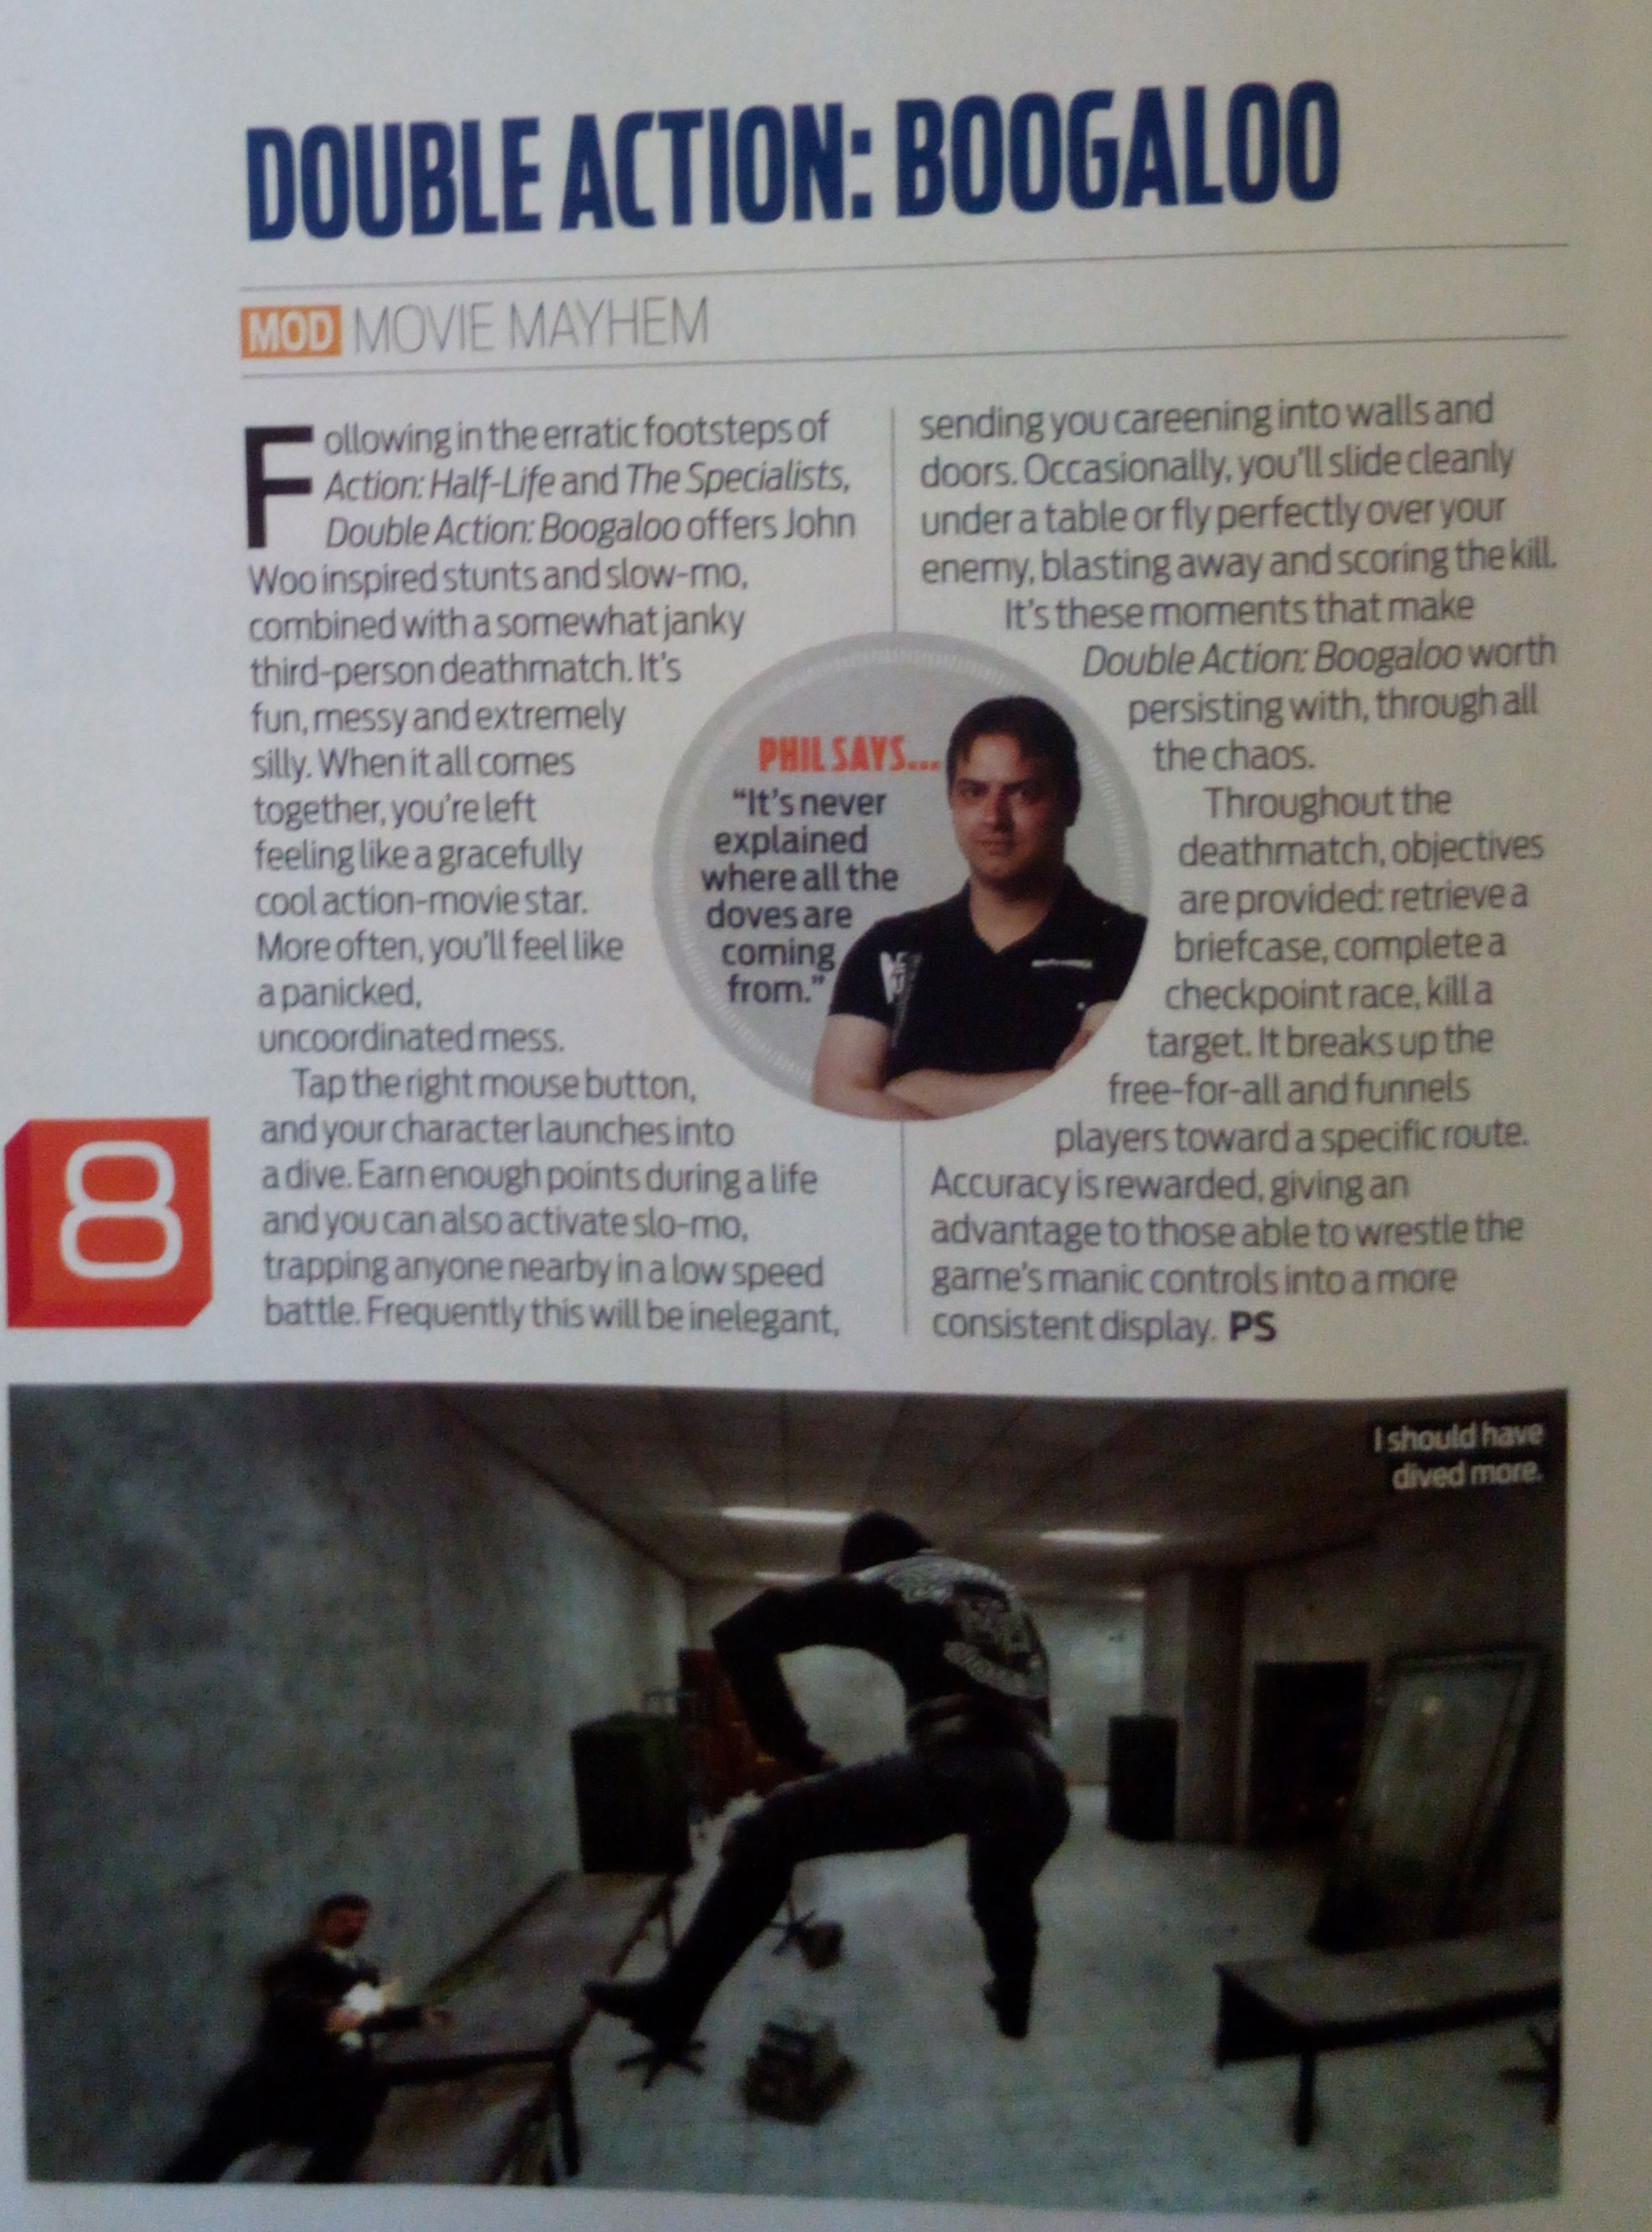 DOUBLE ACTION: BOOGALOO
MOD MOVIE MAYHEM
Following in the erratic footsteps of
Action: Half-Life and The Specialists,
Double Action: Boogaloo offers John
Woo inspired stunts and slow-mo,
combined with a somewhat janky
third-person deathmatch. It's
fun, messy and extremely
silly. When it all comes
together, you're left
feeling like a gracefully
cool action-movie star.
More often, you'll feel like
a panicked,
uncoordinated mess.
Tap the right mouse button,
and your character launches into
a dive. Earn enough points during a life
and you can also activate slo-mo,
trapping anyone nearby in a low speed
battle. Frequently this will be inelegant,
sending you careening into walls and
doors. Occasionally, you'll slide cleanly
under a table or fly perfectly over your
enemy, blasting away and scoring the kill.
It's these moments that make
Double Action: Boogaloo worth
persisting with, through all
the chaos.
Throughout the
deathmatch, objectives
are provided: retrieve a
briefcase, complete a
checkpoint race, kill a
target. It breaks up the
free-for-all and funnels
players toward a specific route.
Accuracy is rewarded, giving an
advantage to those able to wrestle the
game's manic controls into a more
consistent display. PS
PHIL SAYS...
"It's never
explained
where all the
doves are
coming
from."
8
I should have
dived more.